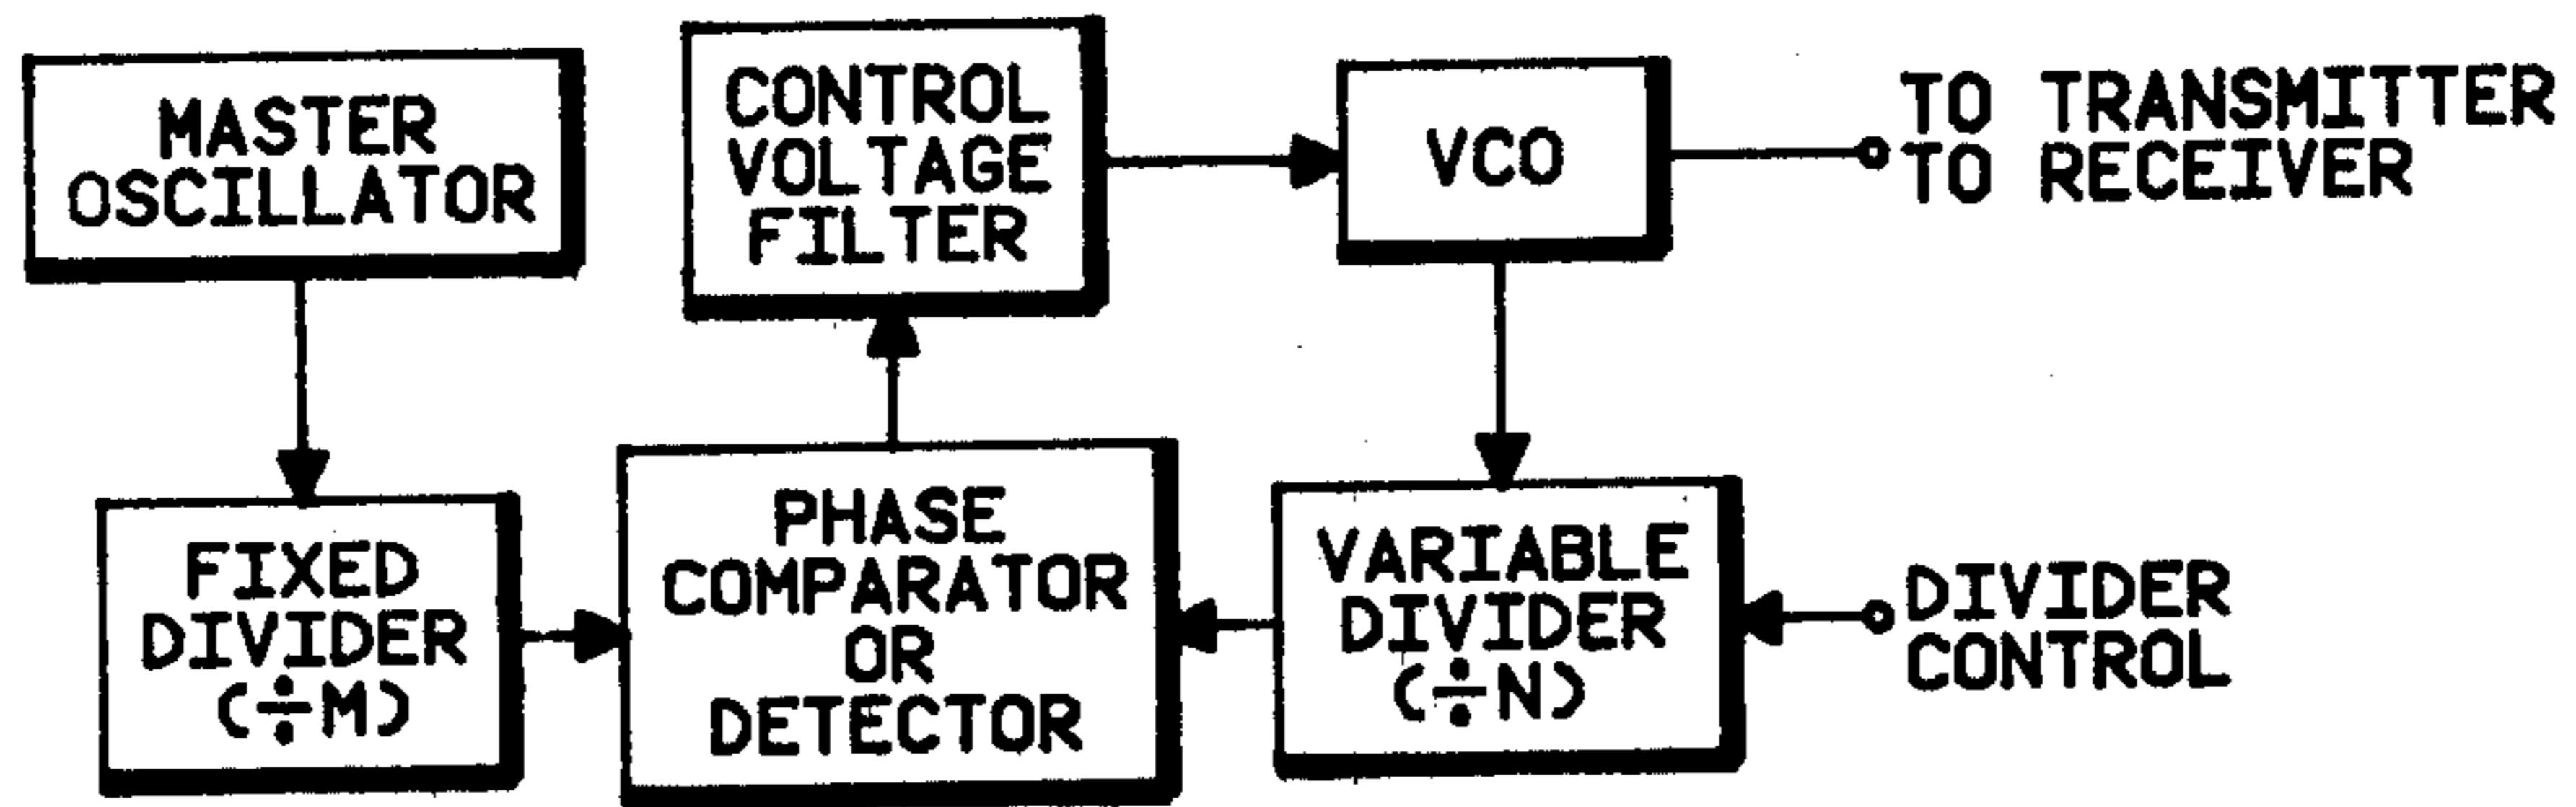 MASTER
OSCILLATOR
CONTROL
VOLTAGE
FILTER
VCO
TO TRANSMITTER
TO RECEIVER
FIXED
DIVIDER
(÷M)
PHASE
COMPARATOR
OR
DETECTOR
VARIABLE
DIVIDER
(÷N)
DIVIDER
CONTROL